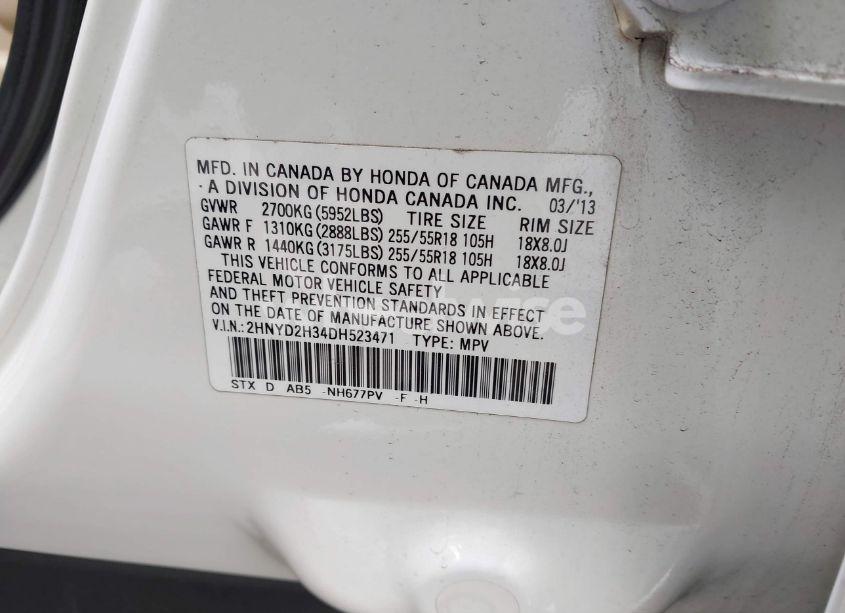 MFD. IN CANADA BY HONDA OF CANADA MFG.,
A DIVISION OF HONDA CANADA INC. 03/'13
GVWR 2700KG (5952LBS) TIRE SIZE RIM SIZE
GAWR F 1310KG (2888LBS) 255/55R18 105H 18X8.0J
GAWR R 1440KG (3175LBS) 255/55R18 105H 18X8.0J
THIS VEHICLE CONFORMS TO ALL APPLICABLE
FEDERAL MOTOR VEHICLE SAFETY
AND THEFT PREVENTION STANDARDS IN EFFECT
ON THE DATE OF MANUFACTURE SHOWN ABOVE.
V.I.N.: 2HNYD2H34DH523471 TYPE: MPV
STX D AB5 -NH677PV -F -H